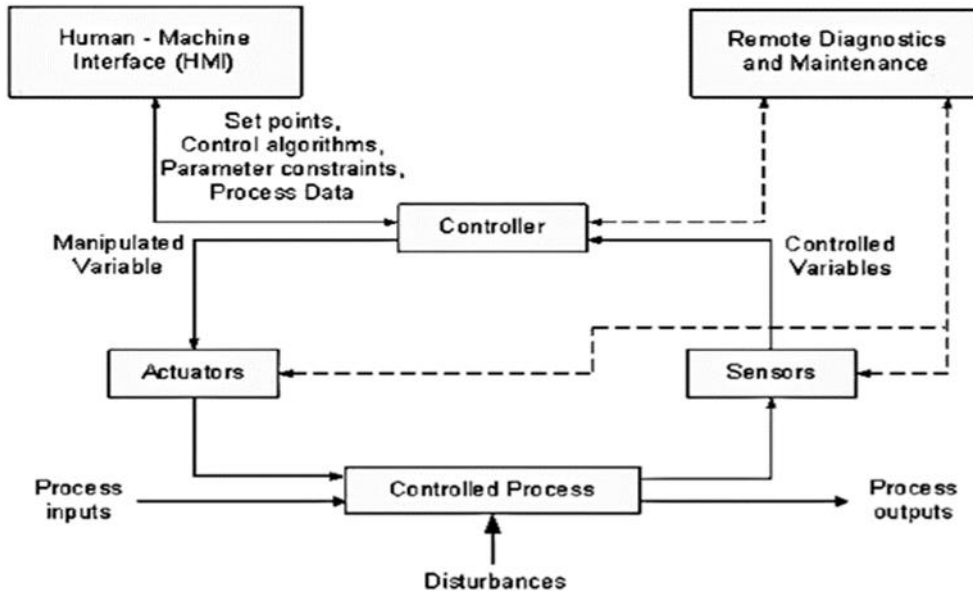 Human - Machine
Interface (HMI)
Remote Diagnostics
and Maintenance
Set points,
Control algorithms,
Parameter constraints,
Process Data
Controller
Manipulated
Variable
Controlled
Variables
Actuators
Sensors
Process
inputs
Controlled Process
Process
outputs
Disturbances